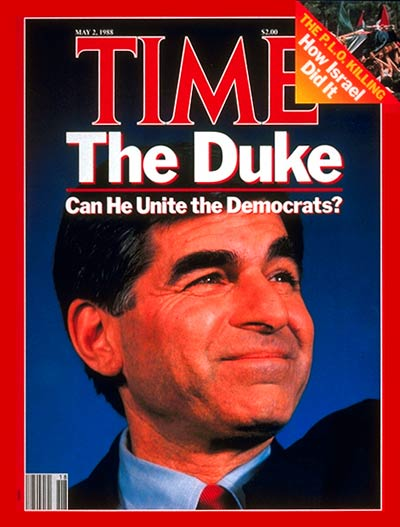 MAY 2, 1988
$2.00
TIME
THE P.L.O. KILLING
How Israel
Did It
The Duke
Can He Unite the Democrats?
18